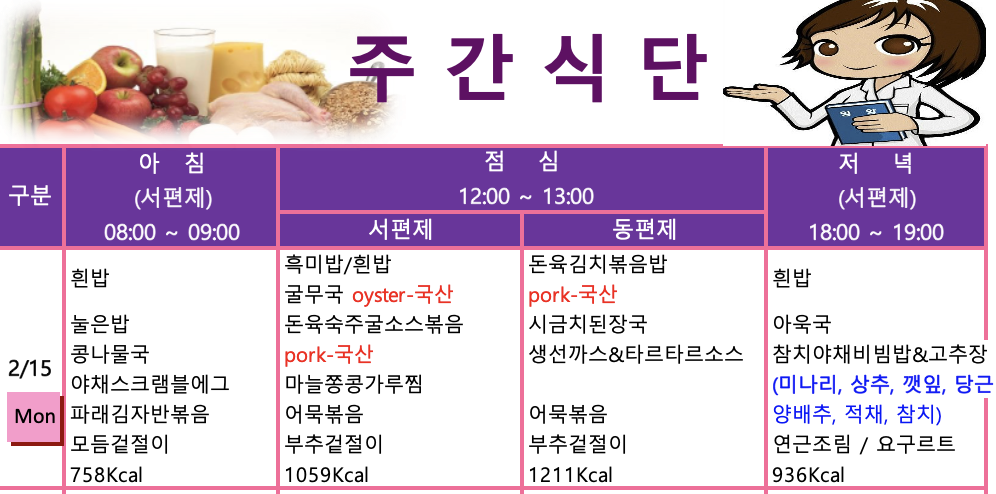 주간식단
구분
아 침
(서편제)
08:00 ~ 09:00
점 심
12:00 ~ 13:00
서편제
동편제
저 녁
(서편제)
18:00 ~ 19:00
2/15
Mon
흰밥
눌은밥
콩나물국
야채스크램블에그
파래김자반볶음
모듬겉절이
758Kcal
흑미밥/흰밥
굴무국 oyster-국산
돈육숙주굴소스볶음
pork-국산
마늘쫑콩가루찜
어묵볶음
부추겉절이
1059Kcal
돈육김치볶음밥
pork-국산
시금치된장국
생선까스&타르타르소스
어묵볶음
부추겉절이
1211Kcal
흰밥
아욱국
참치야채비빔밥&고추장
(미나리, 상추, 깻잎, 당근
양배추, 적채, 참치)
연근조림 / 요구르트
936Kcal